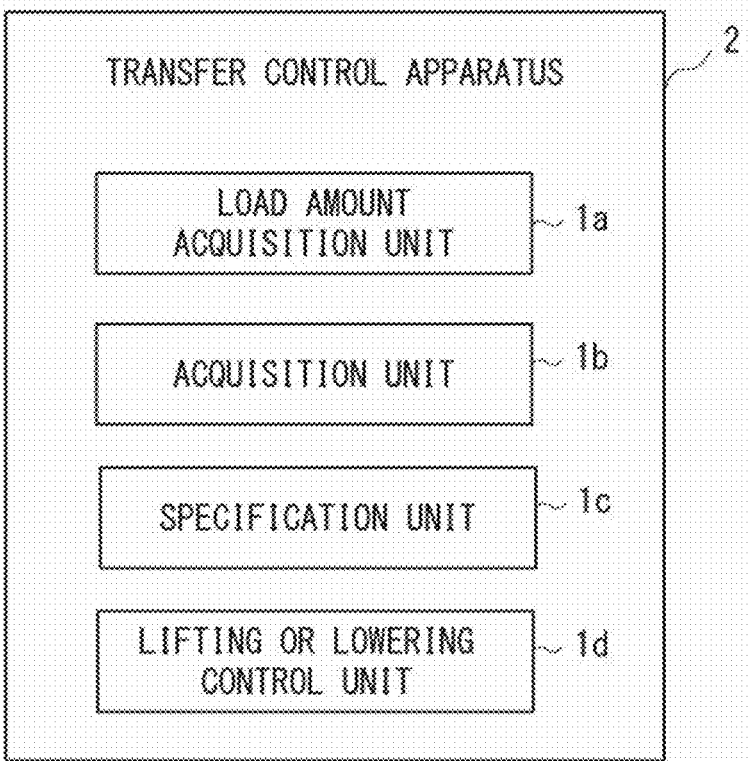 2
TRANSFER CONTROL APPARATUS
LOAD AMOUNT
ACQUISITION UNIT
1a
ACQUISITION UNIT
1b
SPECIFICATION UNIT
1c
LIFTING OR LOWERING
CONTROL UNIT
1d